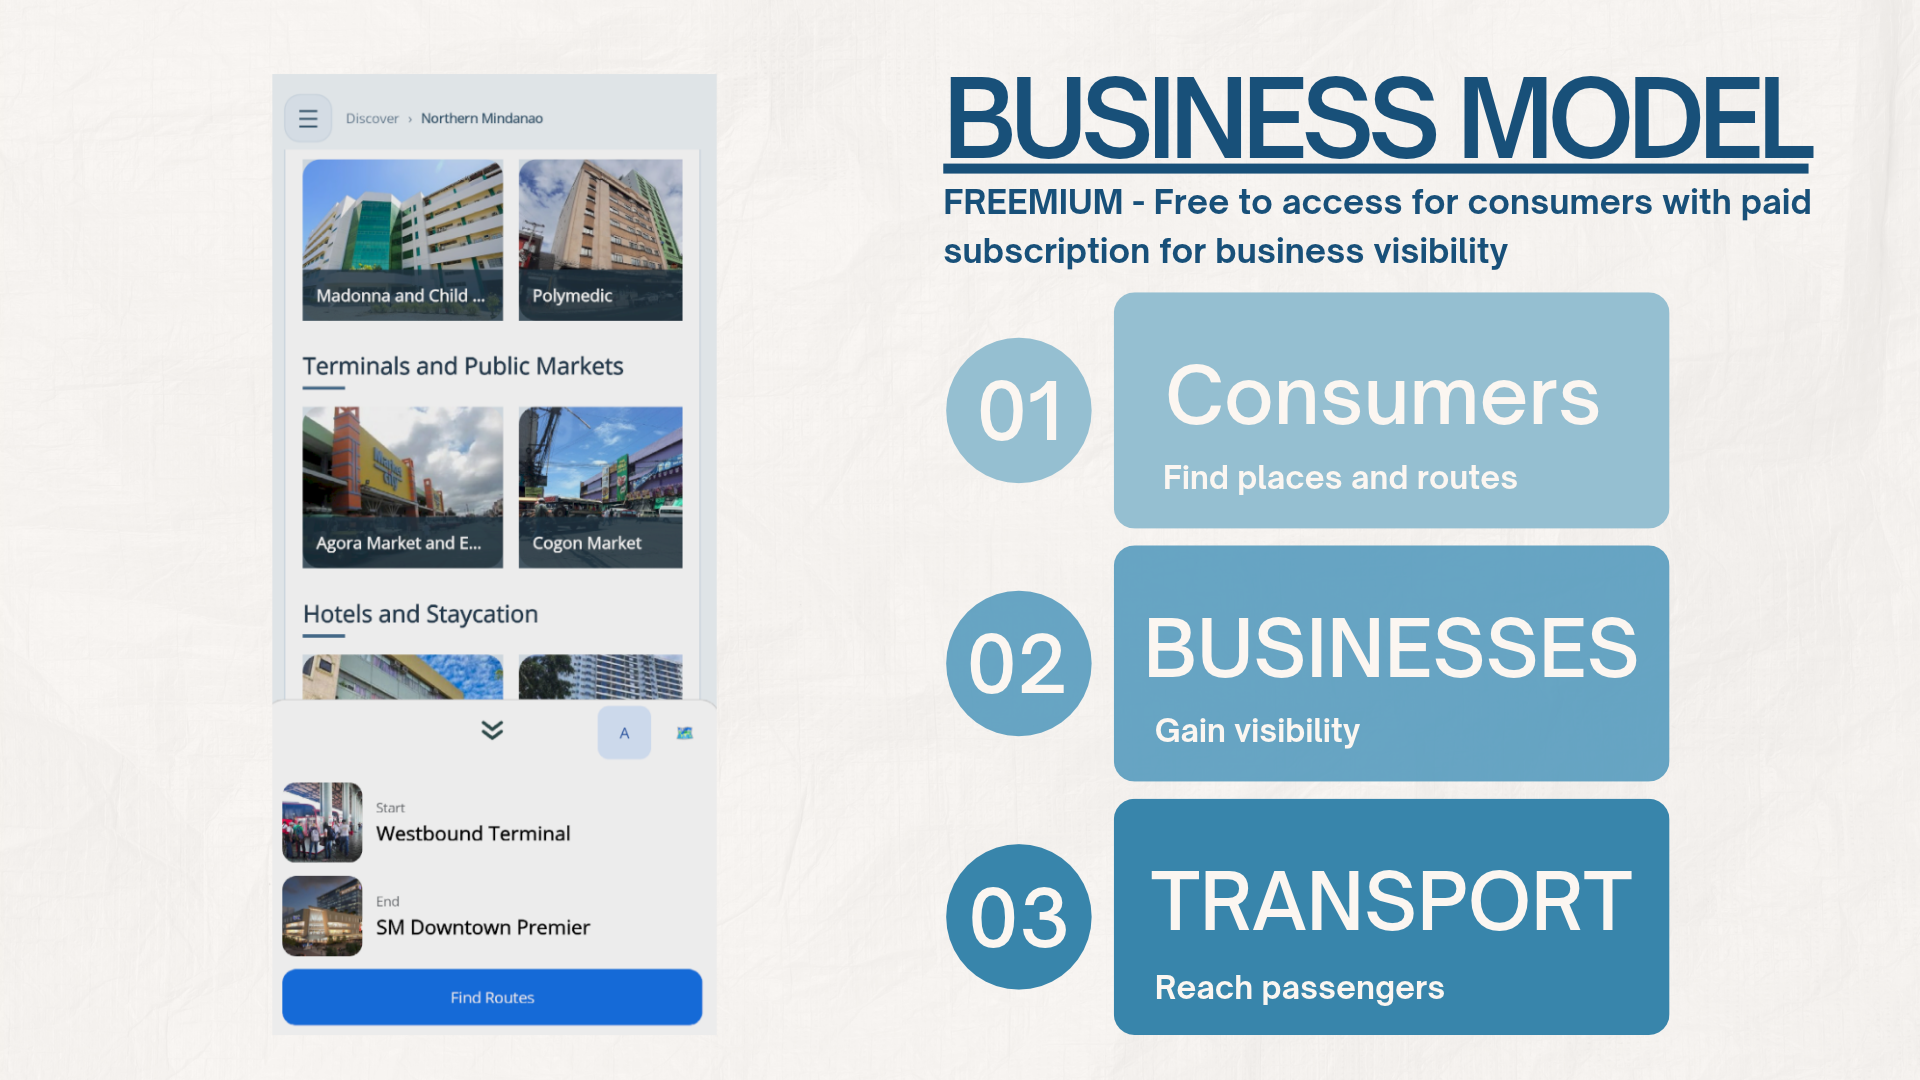 Discover › Northern Mindanao
Madonna and Child ...
Polymedic
Terminals and Public Markets
Market
City
Agora Market and E...
Cogon Market
Hotels and Staycation
A
Start
Westbound Terminal
End
SM Downtown Premier
Find Routes
BUSINESS MODEL
FREEMIUM - Free to access for consumers with paid
subscription for business visibility
01
Consumers
Find places and routes
02
BUSINESSES
Gain visibility
03
TRANSPORT
Reach passengers